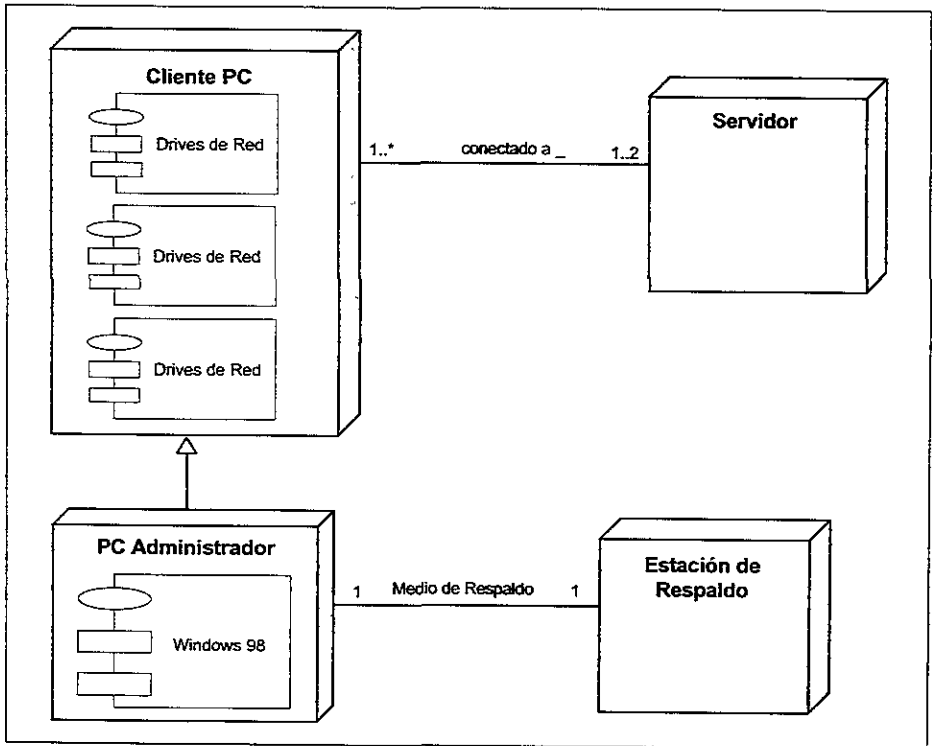 Cliente PC
Drives de Red
Drives de Red
Drives de Red
1..* conectado a _ 1..2
Servidor
PC Administrador
Windows 98
1 Medio de Respaldo 1
Estación de
Respaldo